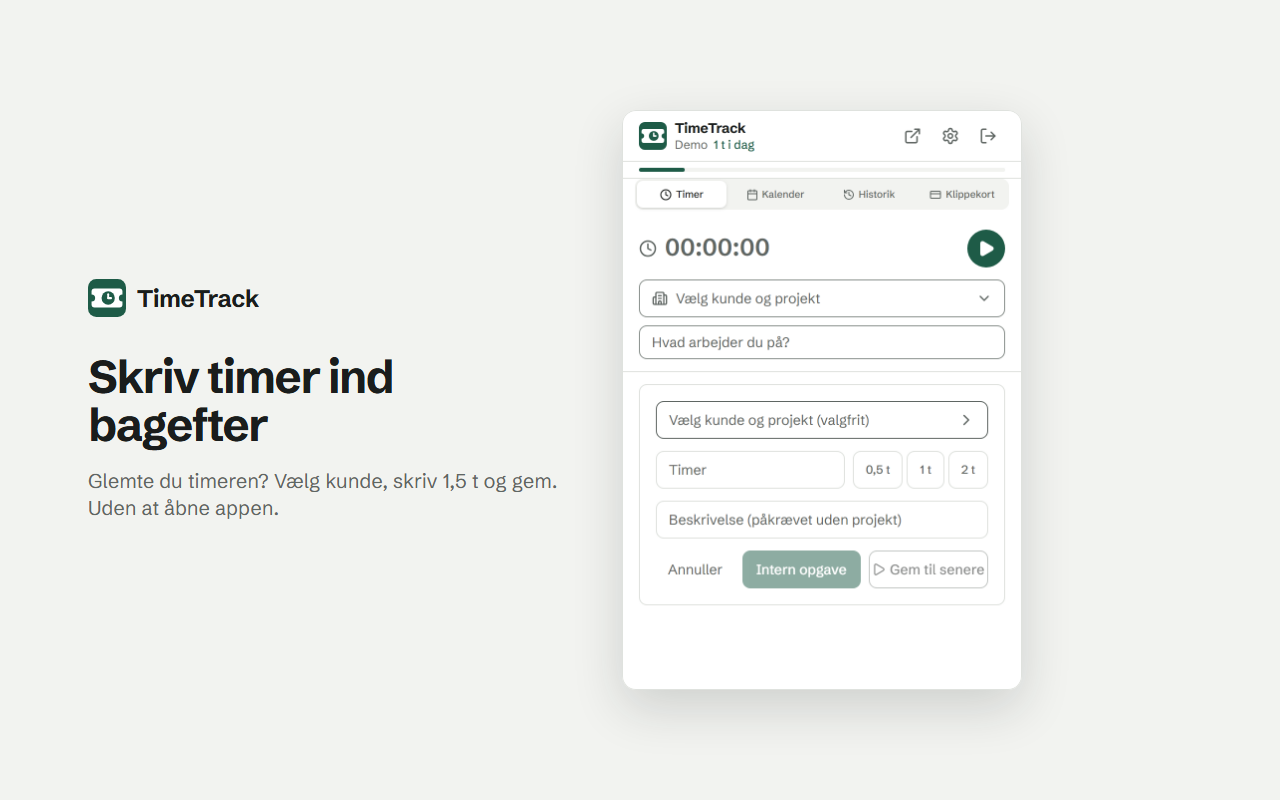 TimeTrack
Skriv timer ind
bagefter
Glemte du timeren? Vælg kunde, skriv 1,5 t og gem.
Uden at åbne appen.
TimeTrack
Demo 1 t i dag
Timer Kalender Historik Klippekort
00:00:00
Vælg kunde og projekt
Hvad arbejder du på?
Vælg kunde og projekt (valgfrit)
Timer 0,5 t 1 t 2 t
Beskrivelse (påkrævet uden projekt)
Annuller Intern opgave Gem til senere